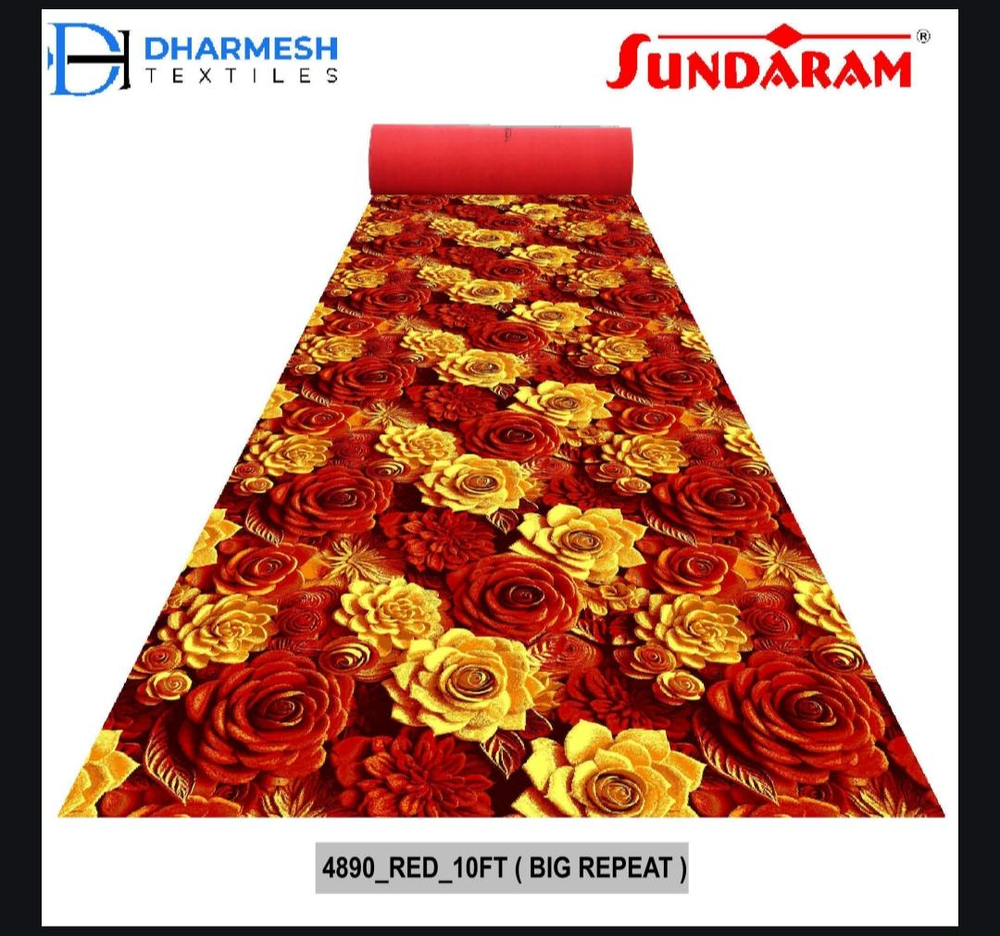 DHARMESH
TEXTILES
SUNDARAM ®
4890_RED_10FT ( BIG REPEAT )